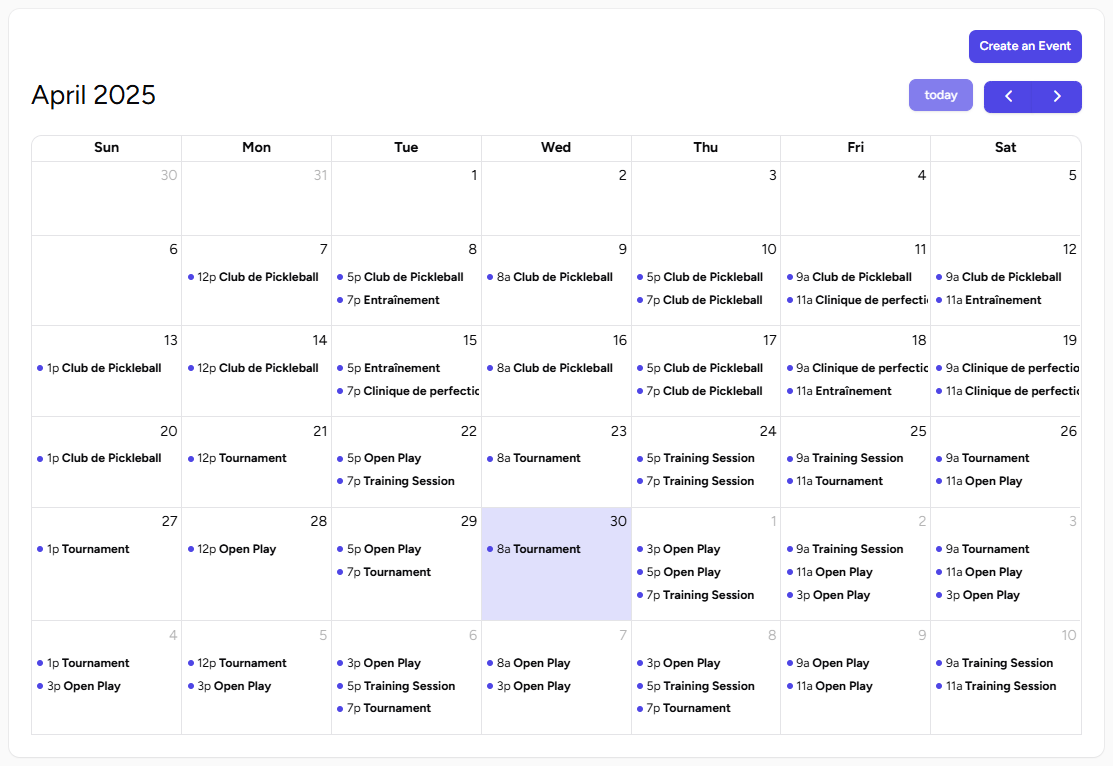 Create an Event
April 2025
today
Sun Mon Tue Wed Thu Fri Sat
30 31 1 2 3 4 5
6 7 8 9 10 11 12
12p Club de Pickleball 5p Club de Pickleball 8a Club de Pickleball 5p Club de Pickleball 9a Club de Pickleball 9a Club de Pickleball
7p Entraînement 7p Club de Pickleball 11a Clinique de perfecti 11a Entraînement
13 14 15 16 17 18 19
1p Club de Pickleball 12p Club de Pickleball 5p Entraînement 8a Club de Pickleball 5p Club de Pickleball 9a Clinique de perfectic 9a Clinique de perfectio
7p Clinique de perfectic 7p Club de Pickleball 11a Entraînement 11a Clinique de perfectic
20 21 22 23 24 25 26
1p Club de Pickleball 12p Tournament 5p Open Play 8a Tournament 5p Training Session 9a Training Session 9a Tournament
7p Training Session 7p Training Session 11a Tournament 11a Open Play
27 28 29 30 1 2 3
1p Tournament 12p Open Play 5p Open Play 8a Tournament 3p Open Play 9a Training Session 9a Tournament
7p Tournament 5p Open Play 11a Open Play 11a Open Play
7p Training Session 3p Open Play 3p Open Play
4 5 6 7 8 9 10
1p Tournament 12p Tournament 3p Open Play 8a Open Play 3p Open Play 9a Open Play 9a Training Session
3p Open Play 3p Open Play 5p Training Session 3p Open Play 5p Training Session 11a Open Play 11a Training Session
7p Tournament 7p Tournament